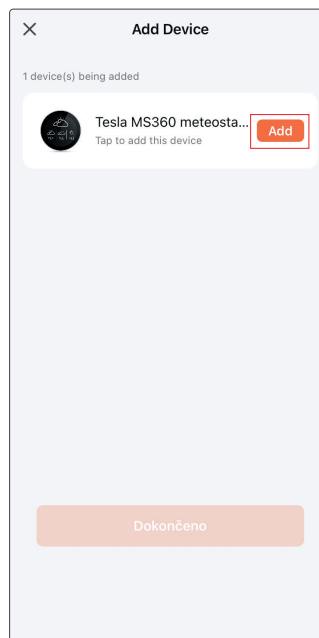 Add Device
1 device(s) being added
Tesla MS360 meteosta...
Add
Tap to add this device
Dokončeno